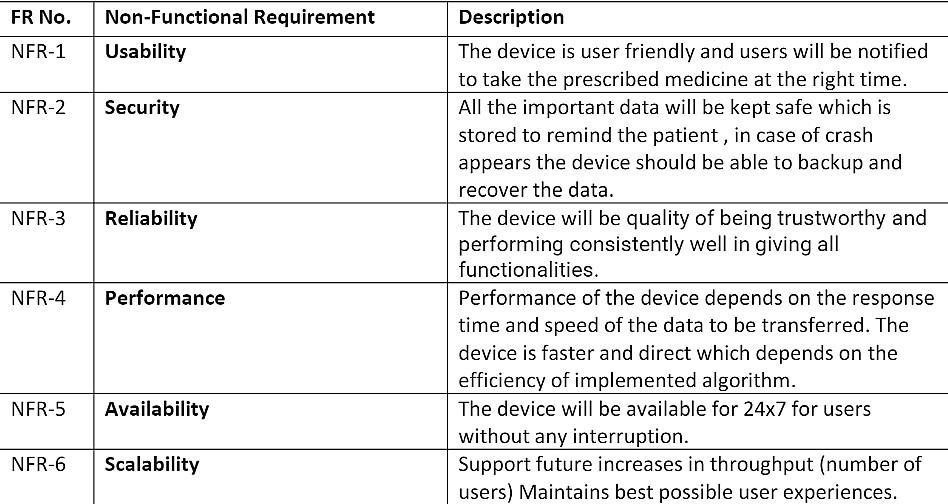 FR No. Non-Functional Requirement Description
NFR-1 Usability The device is user friendly and users will be notified
to take the prescribed medicine at the right time.
NFR-2 Security All the important data will be kept safe which is
stored to remind the patient , in case of crash
appears the device should be able to backup and
recover the data.
NFR-3 Reliability The device will be quality of being trustworthy and
performing consistently well in giving all
functionalities.
NFR-4 Performance Performance of the device depends on the response
time and speed of the data to be transferred. The
device is faster and direct which depends on the
efficiency of implemented algorithm.
NFR-5 Availability The device will be available for 24x7 for users
without any interruption.
NFR-6 Scalability Support future increases in throughput (number of
users) Maintains best possible user experiences.